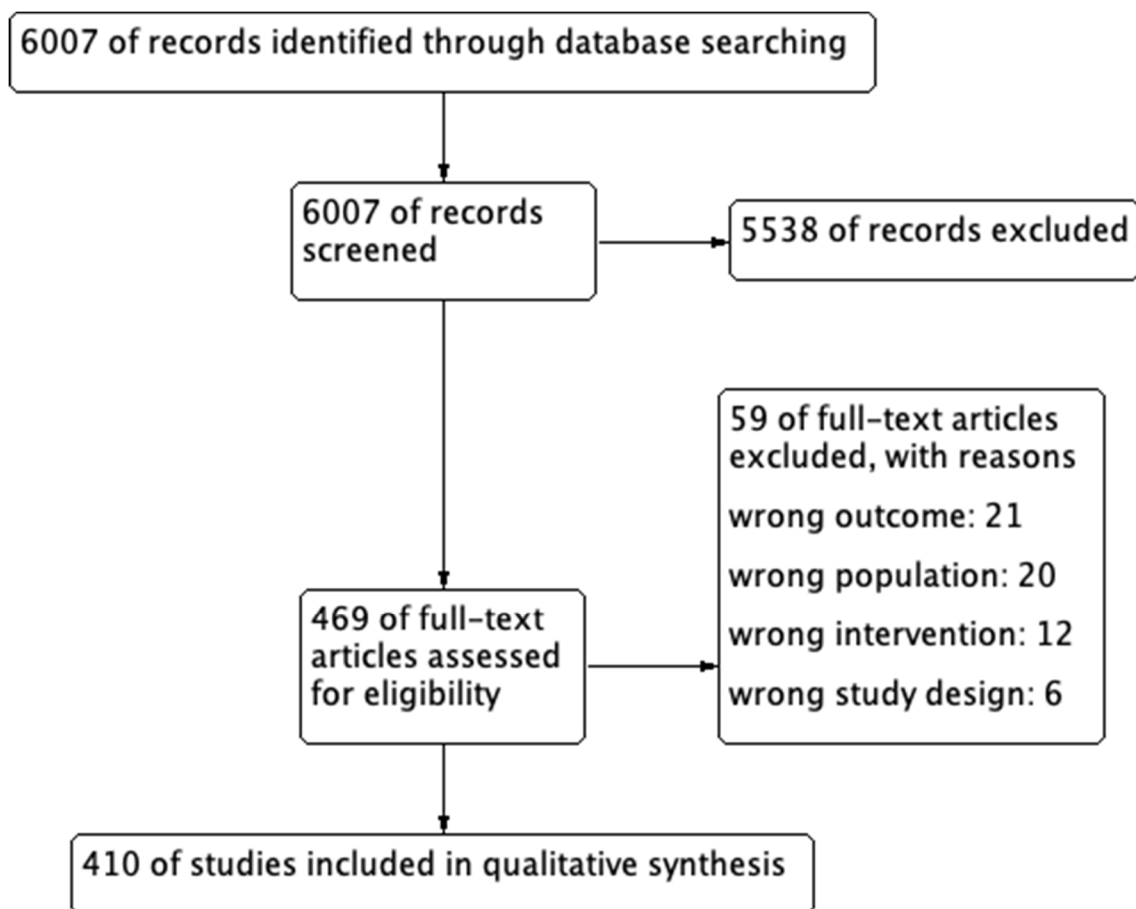 6007 of records identified through database searching
6007 of records
screened
5538 of records excluded
59 of full-text articles
excluded, with reasons
wrong outcome: 21
wrong population: 20
wrong intervention: 12
wrong study design: 6
469 of full-text
articles assessed
for eligibility
410 of studies included in qualitative synthesis